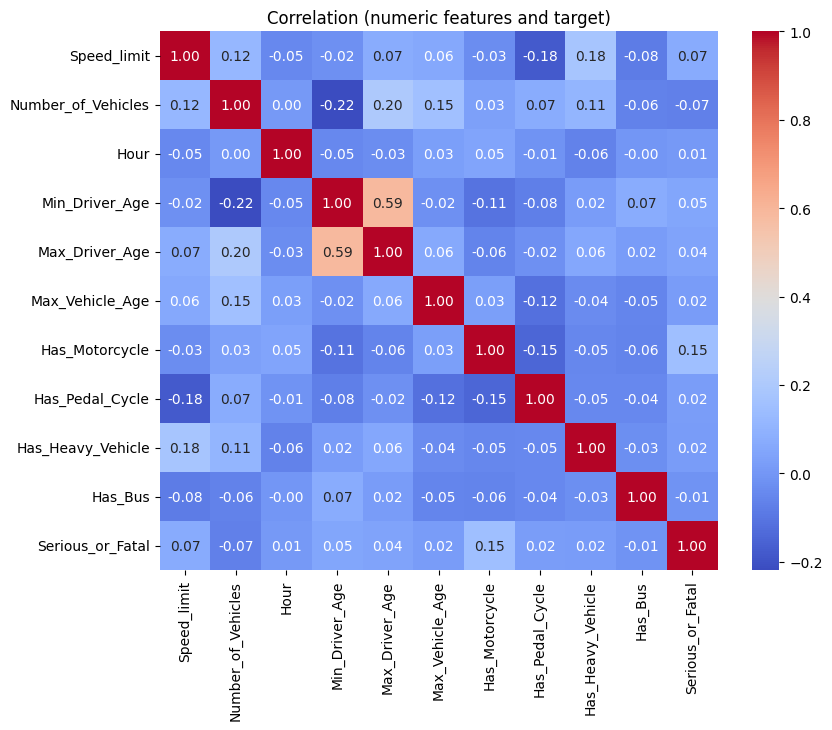 Correlation (numeric features and target)
Speed_limit 1.00 0.12 -0.05 -0.02 0.07 0.06 -0.03 -0.18 0.18 -0.08 0.07
Number_of_Vehicles 0.12 1.00 0.00 -0.22 0.20 0.15 0.03 0.07 0.11 -0.06 -0.07
Hour -0.05 0.00 1.00 -0.05 -0.03 0.03 0.05 -0.01 -0.06 -0.00 0.01
Min_Driver_Age -0.02 -0.22 -0.05 1.00 0.59 -0.02 -0.11 -0.08 0.02 0.07 0.05
Max_Driver_Age 0.07 0.20 -0.03 0.59 1.00 0.06 -0.06 -0.02 0.06 0.02 0.04
Max_Vehicle_Age 0.06 0.15 0.03 -0.02 0.06 1.00 0.03 -0.12 -0.04 -0.05 0.02
Has_Motorcycle -0.03 0.03 0.05 -0.11 -0.06 0.03 1.00 -0.15 -0.05 -0.06 0.15
Has_Pedal_Cycle -0.18 0.07 -0.01 -0.08 -0.02 -0.12 -0.15 1.00 -0.05 -0.04 0.02
Has_Heavy_Vehicle 0.18 0.11 -0.06 0.02 0.06 -0.04 -0.05 -0.05 1.00 -0.03 0.02
Has_Bus -0.08 -0.06 -0.00 0.07 0.02 -0.05 -0.06 -0.04 -0.03 1.00 -0.01
Serious_or_Fatal 0.07 -0.07 0.01 0.05 0.04 0.02 0.15 0.02 0.02 -0.01 1.00
Speed_limit
Number_of_Vehicles
Hour
Min_Driver_Age
Max_Driver_Age
Max_Vehicle_Age
Has_Motorcycle
Has_Pedal_Cycle
Has_Heavy_Vehicle
Has_Bus
Serious_or_Fatal
1.0
0.8
0.6
0.4
0.2
0.0
−0.2